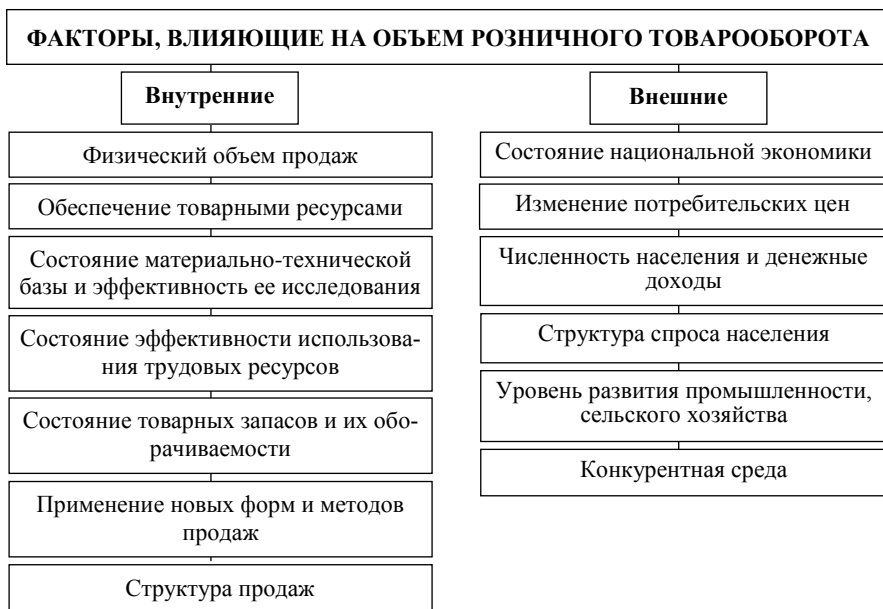 ФАКТОРЫ, ВЛИЯЮЩИЕ НА ОБЪЕМ РОЗНИЧНОГО ТОВАРООБОРОТА
Внутренние
Физический объем продаж
Обеспечение товарными ресурсами
Состояние материально-технической
базы и эффективность ее исследования
Состояние эффективности использова-
ния трудовых ресурсов
Состояние товарных запасов и их обо-
рачиваемости
Применение новых форм и методов
продаж
Структура продаж
Внешние
Состояние национальной экономики
Изменение потребительских цен
Численность населения и денежные
доходы
Структура спроса населения
Уровень развития промышленности,
сельского хозяйства
Конкурентная среда